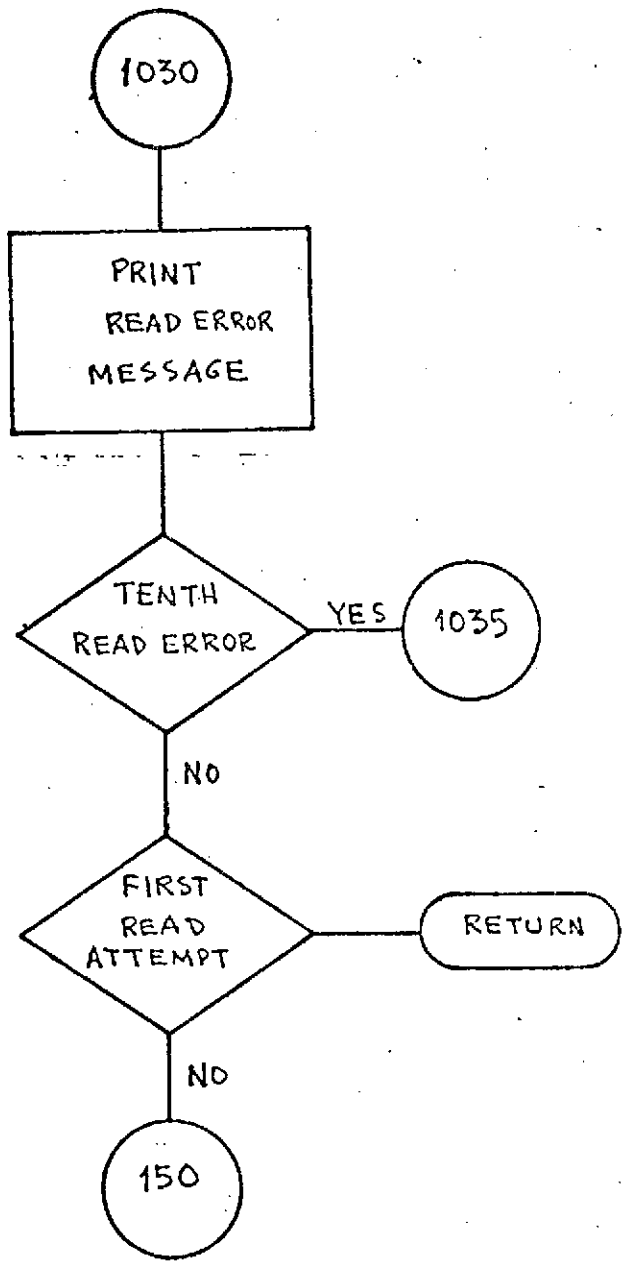 1030
PRINT
READ ERROR
MESSAGE
TENTH
READ ERROR
YES
1035
NO
FIRST
READ
ATTEMPT
RETURN
NO
150